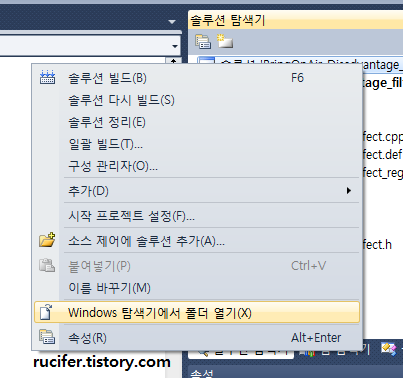 솔루션 탐색기
솔루션 'BringOnAir_Disadvantage_
솔루션 빌드(B) F6
tage_fil
솔루션 다시 빌드(S)
솔루션 정리(E)
fect.cpp
일괄 빌드(T)...
fect.def
구성 관리자(O)...
fect_reg
추가(D)
시작 프로젝트 설정(F)...
소스 제어에 솔루션 추가(A)...
fect.h
붙여넣기(P) Ctrl+V
이름 바꾸기(M)
Windows 탐색기에서 폴더 열기(X)
속성(R) Alt+Enter
rucifer.tistory.com
속성